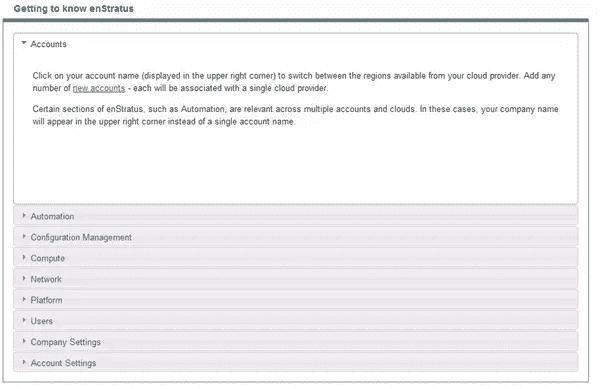 Getting to know enStratus
Accounts
Click on your account name (displayed in the upper right corner) to switch between the regions available from your cloud provider. Add any
number of new accounts - each will be associated with a single cloud provider.
Certain sections of enStratus, such as Automation, are relevant across multiple accounts and clouds. In these cases, your company name
will appear in the upper right corner instead of a single account name.
Automation
Configuration Management
Compute
Network
Platform
Users
Company Settings
Account Settings